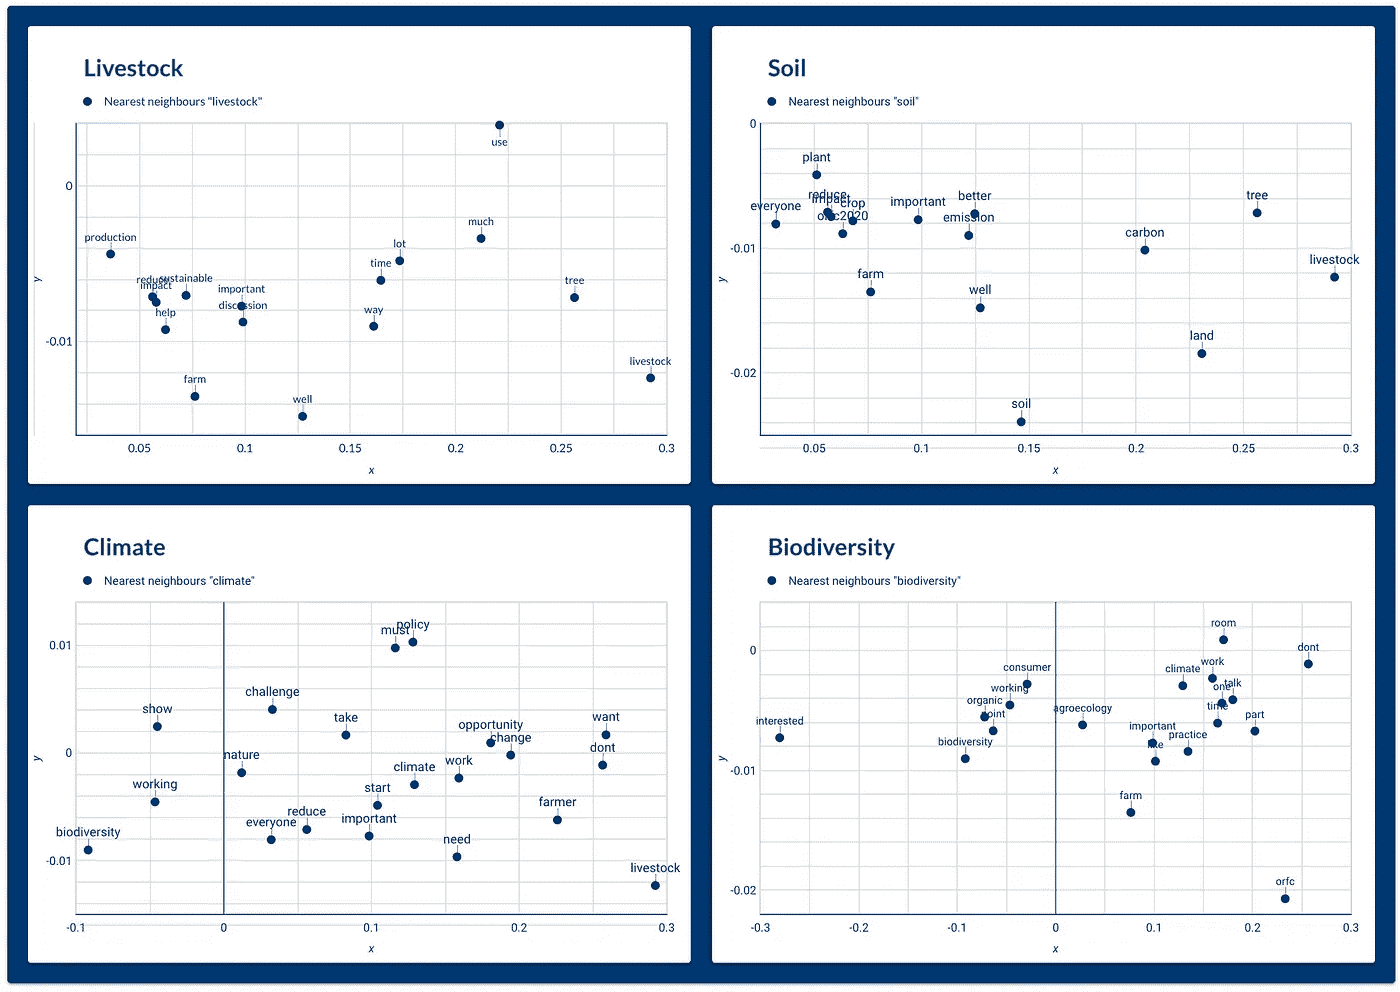 Livestock
Nearest neighbours "livestock"
use
0
much
production
lot
time
sustainable
reduce
tree
impact
important
discussion
help
way
y
-0.01
livestock
farm
well
0.05
0.1
0.15
0.2
0.25
0.3
x
Soil
Nearest neighbours "soil"
0
plant
reduce
better
tree
impact
important
crop
everyone
orfc2020
emission
carbon
-0.01
livestock
farm
y
well
land
-0.02
soil
0.05
0.1
0.15
0.2
0.25
0.3
x
Climate
Nearest neighbours "climate"
policy
must
0.01
challenge
show
take
opportunity
want
change
0
dont
nature
work
y
climate
working
start
farmer
reduce
important
everyone
biodiversity
need
-0.01
livestock
-0.1
0
0.1
0.2
0.3
x
Biodiversity
Nearest neighbours "biodiversity"
room
0
dont
work
consumer
climate
talk
one
working
organic
agroecology
time
point
part
interested
important
practice
biodiversity
like
y
-0.01
farm
orfc
-0.02
-0.3
-0.2
-0.1
0
0.1
0.2
0.3
x